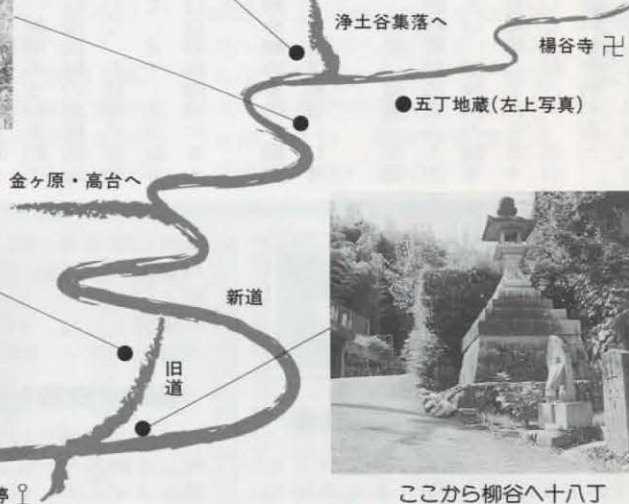 浄土谷集落へ
楊谷寺 卍
●五丁地蔵(左上写真)
金ヶ原・高台へ
新道
旧道
停
ここから柳谷へ十八丁